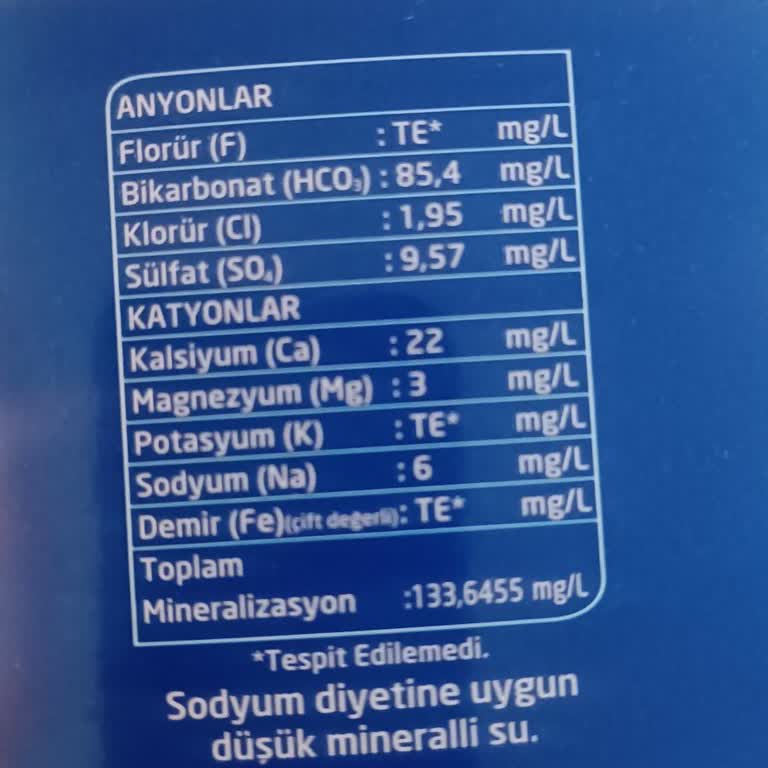 ANYONLAR
Florür (F) : TE* mg/L
Bikarbonat (HCO₃) : 85,4 mg/L
Klorür (Cl) : 1,95 mg/L
Sülfat (SO₄) : 9,57 mg/L
KATYONLAR
Kalsiyum (Ca) : 22 mg/L
Magnezyum (Mg) : 3 mg/L
Potasyum (K) : TE* mg/L
Sodyum (Na) : 6 mg/L
Demir (Fe)(çift değerli): TE* mg/L
Toplam
Mineralizasyon :133,6455 mg/L
*Tespit Edilemedi.
Sodyum diyetine uygun
düşük mineralli su.